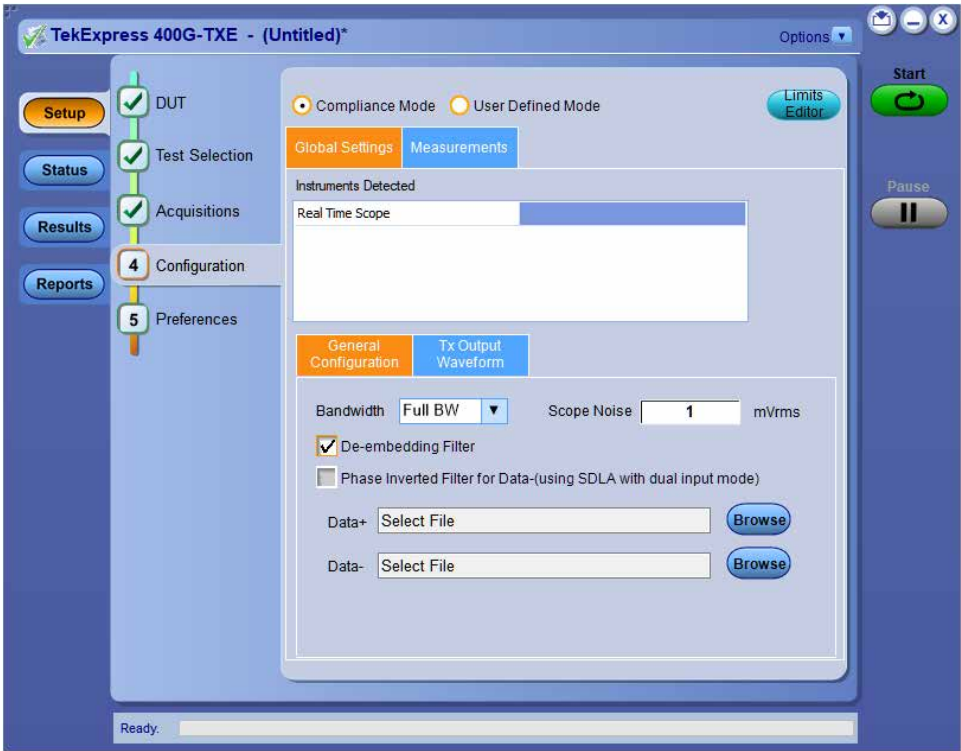 TekExpress 400G-TXE - (Untitled)*
Options
Start
Pause
Setup
Status
Results
Reports
DUT
Test Selection
Acquisitions
4 Configuration
5 Preferences
Compliance Mode User Defined Mode
Limits
Editor
Global Settings Measurements
Instruments Detected
Real Time Scope
General
Configuration
Tx Output
Waveform
Bandwidth Full BW Scope Noise 1 mVrms
De-embedding Filter
Phase Inverted Filter for Data-(using SDLA with dual input mode)
Data+ Select File Browse
Data- Select File Browse
Ready.